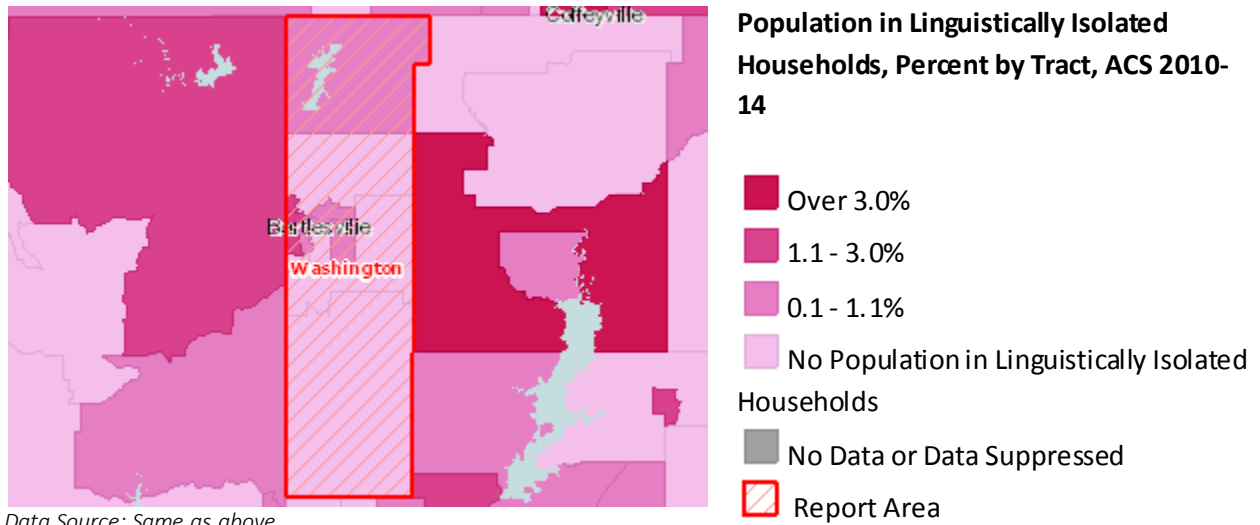 Coffeyville
Bartlesville
Washington
Data Source: Same as above
Population in Linguistically Isolated
Households, Percent by Tract, ACS 2010-
14
Over 3.0%
1.1 - 3.0%
0.1 - 1.1%
No Population in Linguistically Isolated
Households
No Data or Data Suppressed
Report Area